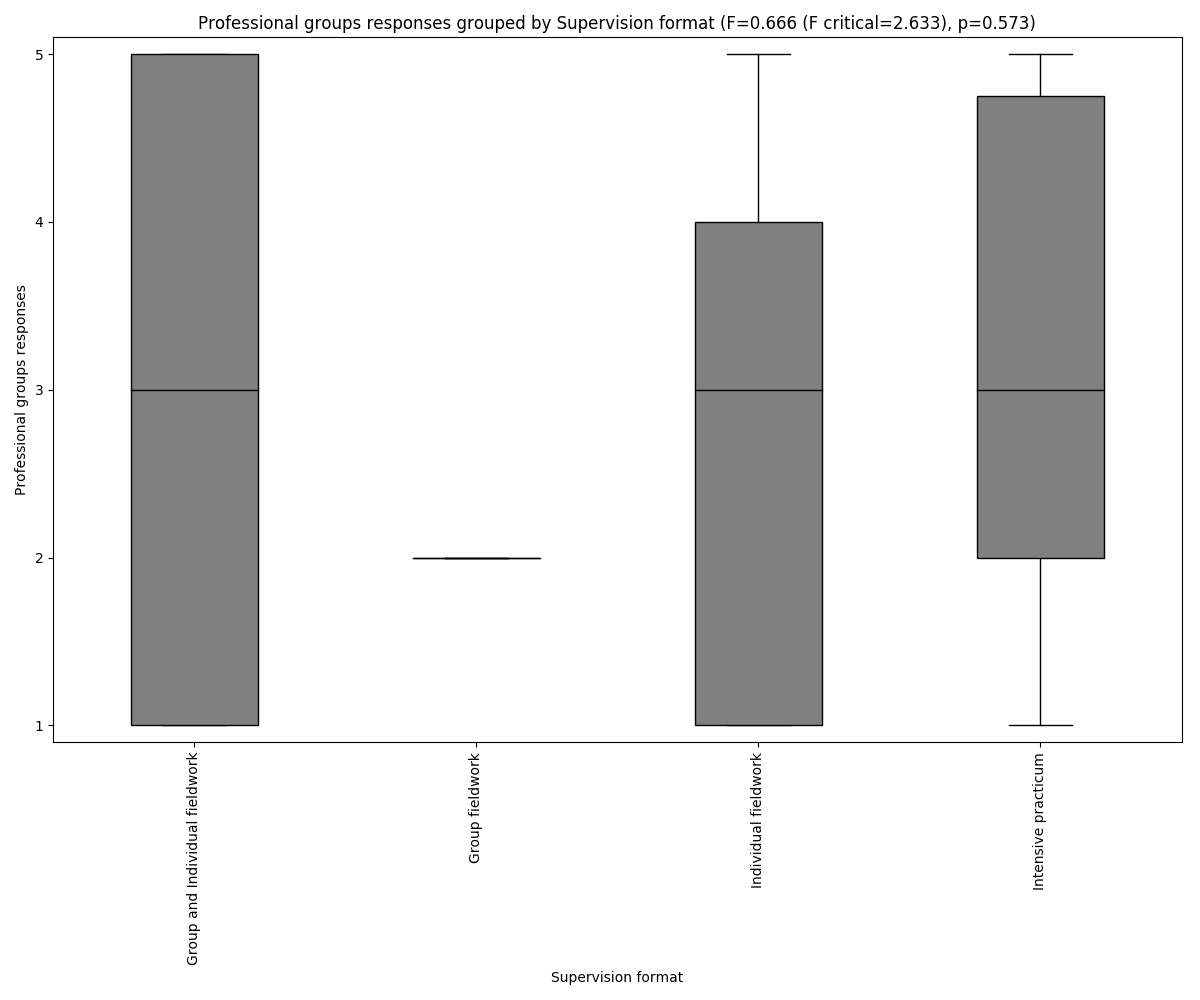 Professional groups responses grouped by Supervision format (F=0.666 (F critical=2.633), p=0.573)
Professional groups responses
5
4
3
2
1
Group and Individual fieldwork
Group fieldwork
Individual fieldwork
Intensive practicum
Supervision format